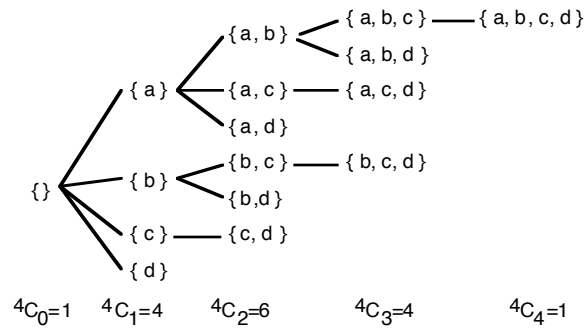 { a, b, c } { a, b, c, d }
{ a, b }
{ a, b, d }
{ a } { a, c } { a, c, d }
{ a, d }
{ b, c } { b, c, d }
{ b }
{ } {b,d}
{ c } { c, d }
{ d }
⁴C₀=1 ⁴C₁=4 ⁴C₂=6 ⁴C₃=4 ⁴C₄=1